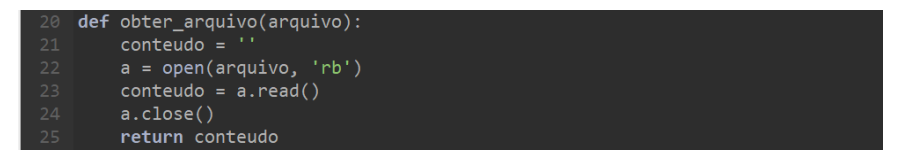 20 def obter_arquivo(arquivo):
21     conteudo = ''
22     a = open(arquivo, 'rb')
23     conteudo = a.read()
24     a.close()
25     return conteudo